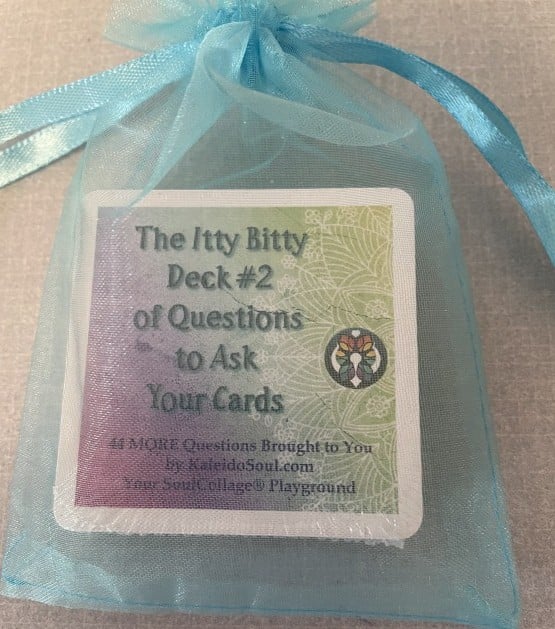 The Itty Bitty
Deck #2
of Questions
to Ask
Your Cards
44 MORE Questions Brought to You
by KaleidoSoul.com
Your SoulCollage® Playground